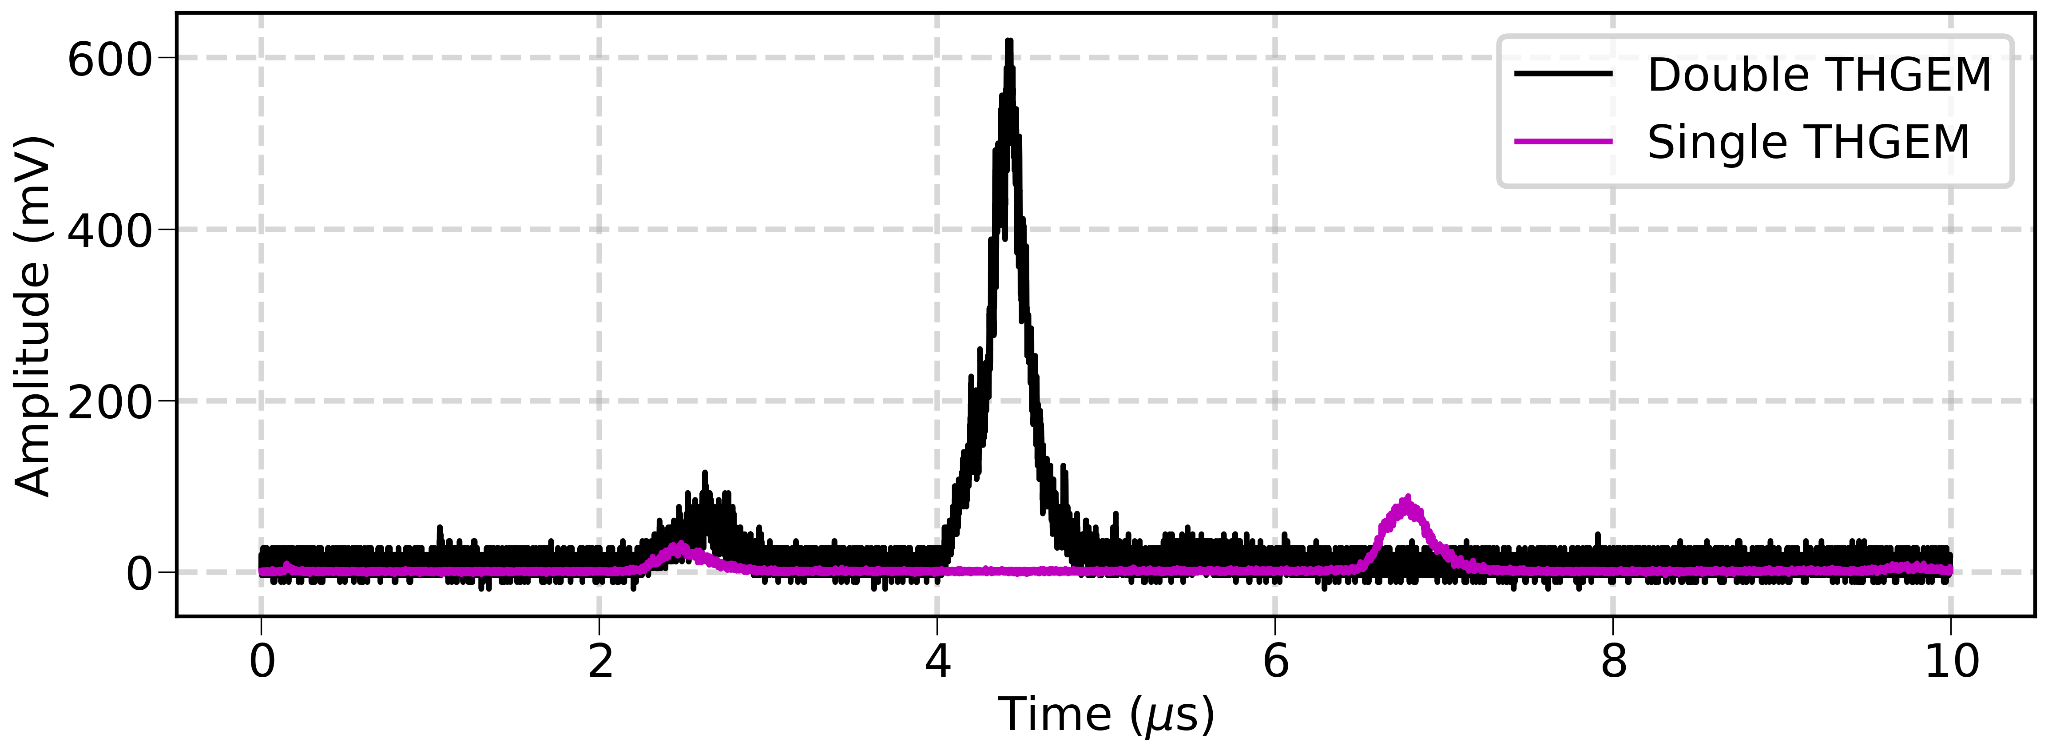 600
400
200
0
Amplitude (mV)
Double THGEM
Single THGEM
0 2 4 6 8 10
Time (μs)